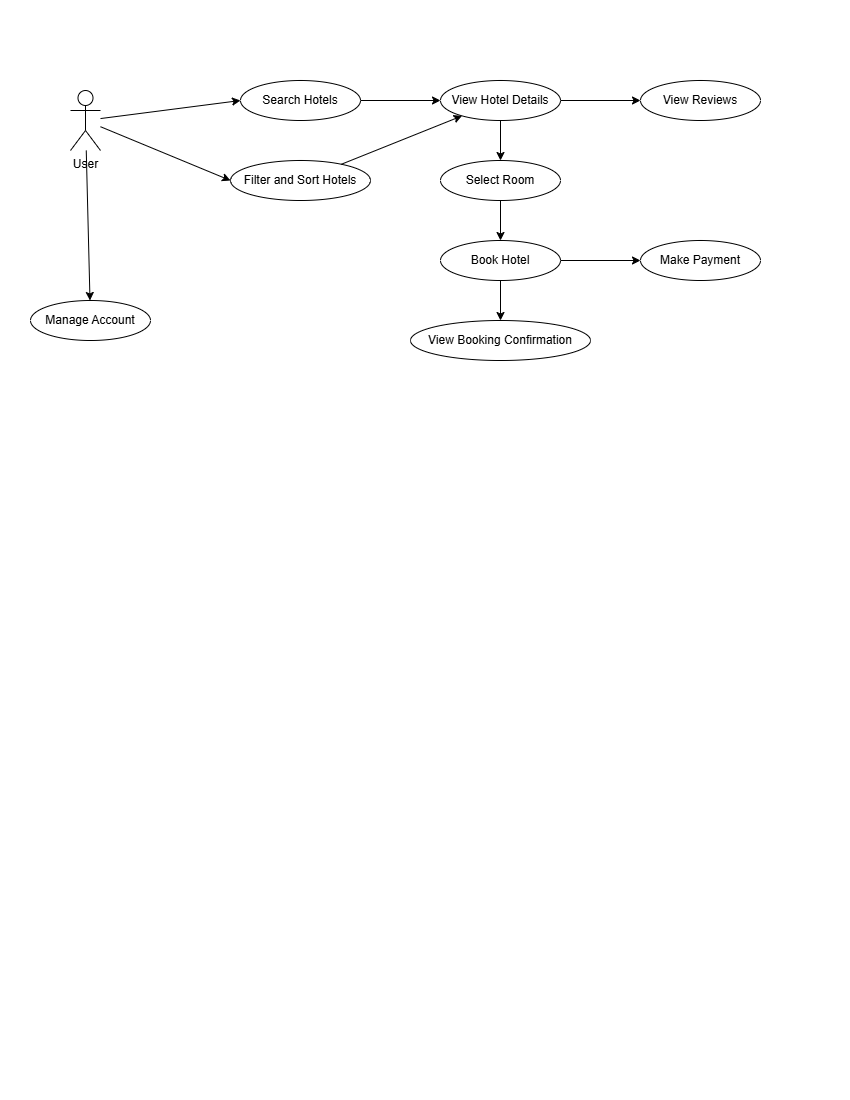 Search Hotels
View Hotel Details
View Reviews
User
Filter and Sort Hotels
Select Room
Book Hotel
Make Payment
Manage Account
View Booking Confirmation